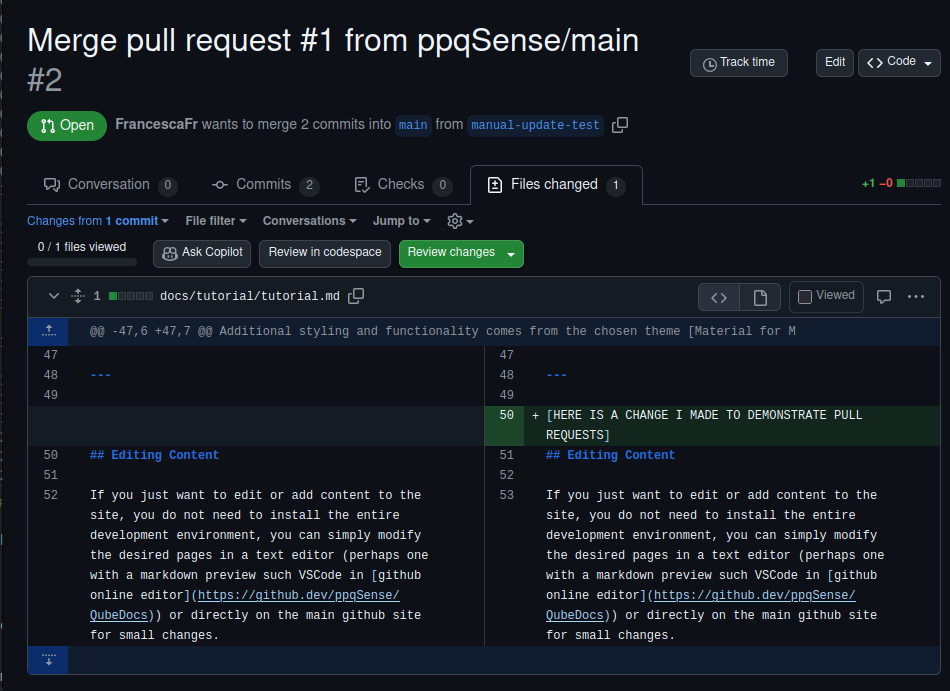 Merge pull request #1 from ppqSense/main
#2
Track time
Edit
<> Code
Open
FrancescaFr wants to merge 2 commits into main from manual-update-test
Conversation 0
Commits 2
Checks 0
Files changed 1
+1 −0
Changes from 1 commit
File filter
Conversations
Jump to
0 / 1 files viewed
Ask Copilot
Review in codespace
Review changes
1 docs/tutorial/tutorial.md
<>
Viewed
@@ -47,6 +47,7 @@ Additional styling and functionality comes from the chosen theme [Material for M
47
48 ---
49
50 ## Editing Content
51
52 If you just want to edit or add content to the
site, you do not need to install the entire
development environment, you can simply modify
the desired pages in a text editor (perhaps one
with a markdown preview such VSCode in [github
online editor](https://github.dev/ppqSense/
QubeDocs)) or directly on the main github site
for small changes.
47
48 ---
49
50 + [HERE IS A CHANGE I MADE TO DEMONSTRATE PULL
REQUESTS]
51 ## Editing Content
52
53 If you just want to edit or add content to the
site, you do not need to install the entire
development environment, you can simply modify
the desired pages in a text editor (perhaps one
with a markdown preview such VSCode in [github
online editor](https://github.dev/ppqSense/
QubeDocs)) or directly on the main github site
for small changes.